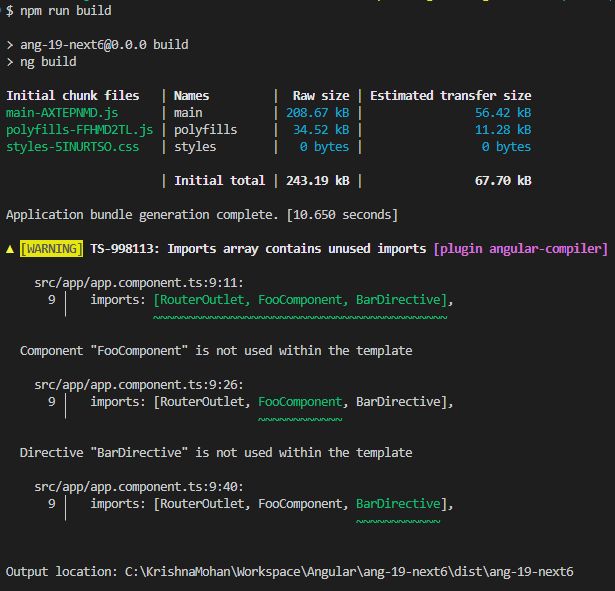 $ npm run build
> ang-19-next6@0.0.0 build
> ng build
Initial chunk files | Names | Raw size | Estimated transfer size
main-AXTEPNMD.js | main | 208.67 kB | 56.42 kB
polyfills-FFHMD2TL.js | polyfills | 34.52 kB | 11.28 kB
styles-5INURTSO.css | styles | 0 bytes | 0 bytes
| Initial total | 243.19 kB | 67.70 kB
Application bundle generation complete. [10.650 seconds]
▲ [WARNING] TS-998113: Imports array contains unused imports [plugin angular-compiler]
src/app/app.component.ts:9:11:
9 │ imports: [RouterOutlet, FooComponent, BarDirective],
~~~~~~~~~~~~~~~~~~~~~~~~~~~~~~~~~~~~~~~~~~
Component "FooComponent" is not used within the template
src/app/app.component.ts:9:26:
9 │ imports: [RouterOutlet, FooComponent, BarDirective],
~~~~~~~~~~~~
Directive "BarDirective" is not used within the template
src/app/app.component.ts:9:40:
9 │ imports: [RouterOutlet, FooComponent, BarDirective],
~~~~~~~~~~~~
Output location: C:\KrishnaMohan\Workspace\Angular\ang-19-next6\dist\ang-19-next6